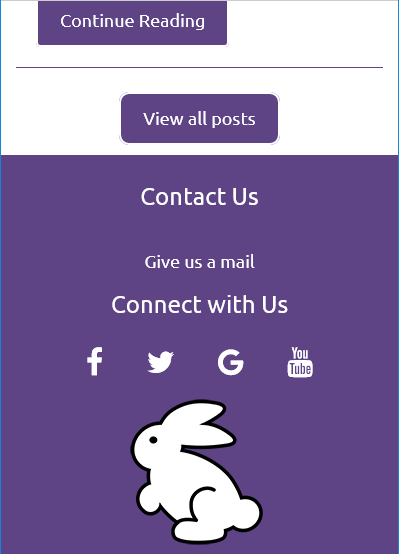 Continue Reading
View all posts
Contact Us
Give us a mail
Connect with Us
You
Tube